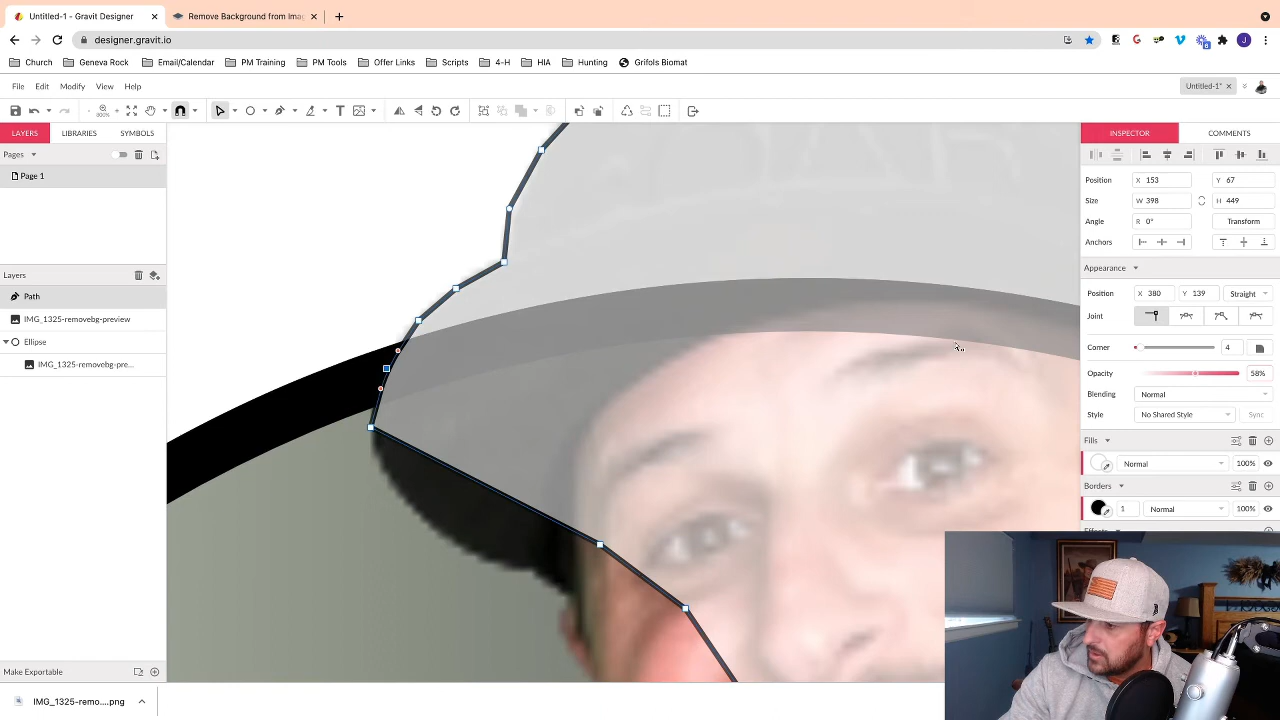 Untitled-1 - Gravit Designer
Remove Background from Imag
designer.gravit.io
Church
Geneva Rock
Email/Calendar
PM Training
PM Tools
Offer Links
Scripts
4-H
HIA
Hunting
Grifols Biomat
File
Edit
Modify
View
Help
Untitled-1*
800%
LAYERS
LIBRARIES
SYMBOLS
INSPECTOR
COMMENTS
Pages
Page 1
Position
X 153
Y 67
Size
W 398
H 449
Angle
R 0°
Transform
Anchors
Layers
Appearance
Path
Position
X 380
Y 139
Straight
IMG_1325-removebg-preview
Joint
Ellipse
Corner
4
IMG_1325-removebg-pre...
Opacity
58%
Blending
Normal
Style
No Shared Style
Sync
Fills
Normal
100%
Borders
1
Normal
100%
Make Exportable
IMG_1325-remo....png